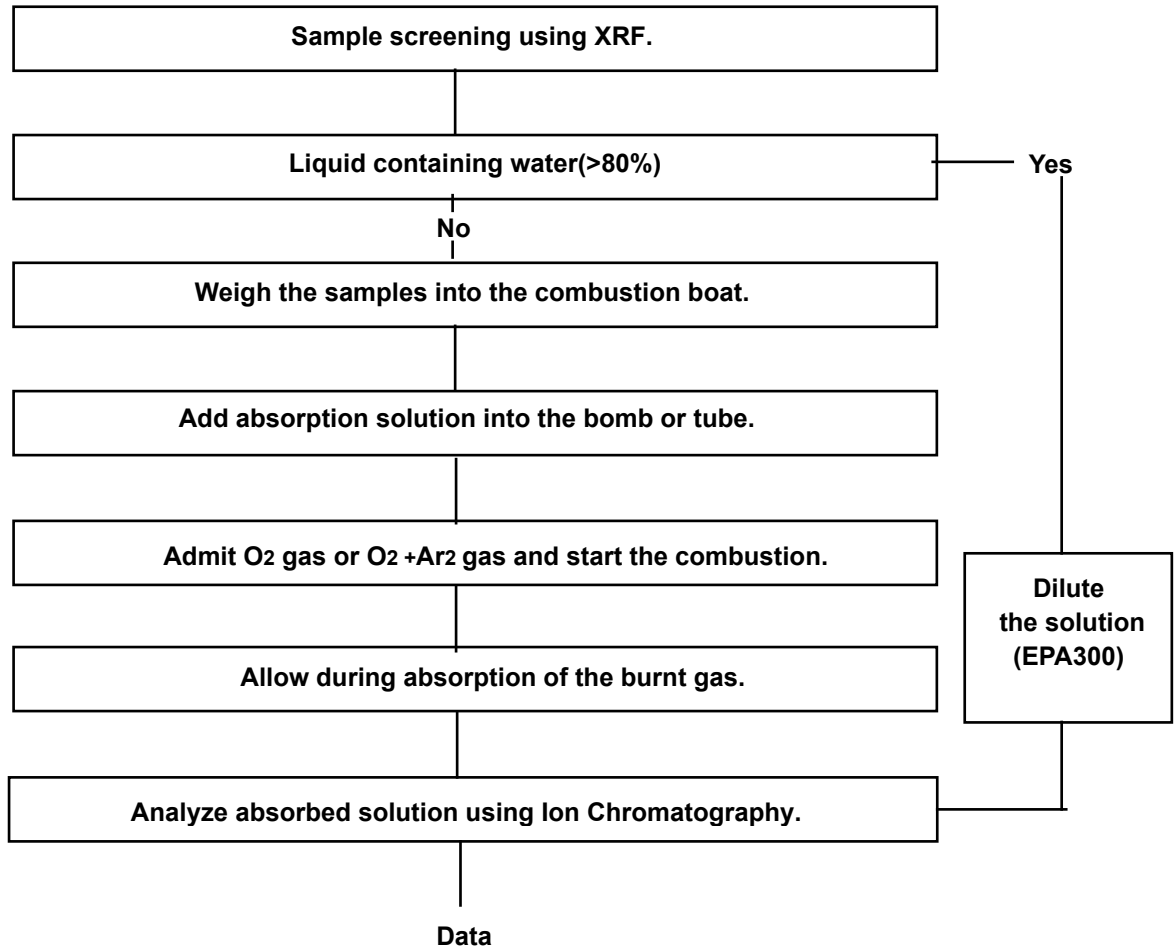 Sample screening using XRF.
Liquid containing water(>80%)
Yes
No
Weigh the samples into the combustion boat.
Add absorption solution into the bomb or tube.
Admit O2 gas or O2 +Ar2 gas and start the combustion.
Dilute
the solution
(EPA300)
Allow during absorption of the burnt gas.
Analyze absorbed solution using Ion Chromatography.
Data